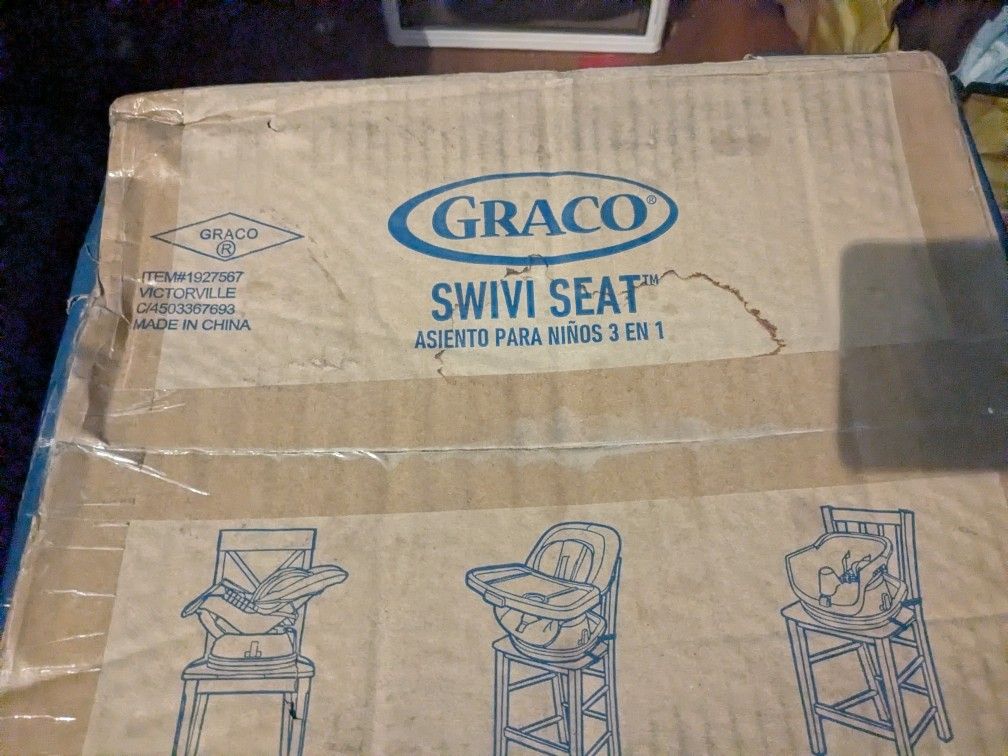 GRACO
®
ITEM#1927567
VICTORVILLE
C/4503367693
MADE IN CHINA
GRACO®
SWIVI SEAT™
ASIENTO PARA NIÑOS 3 EN 1